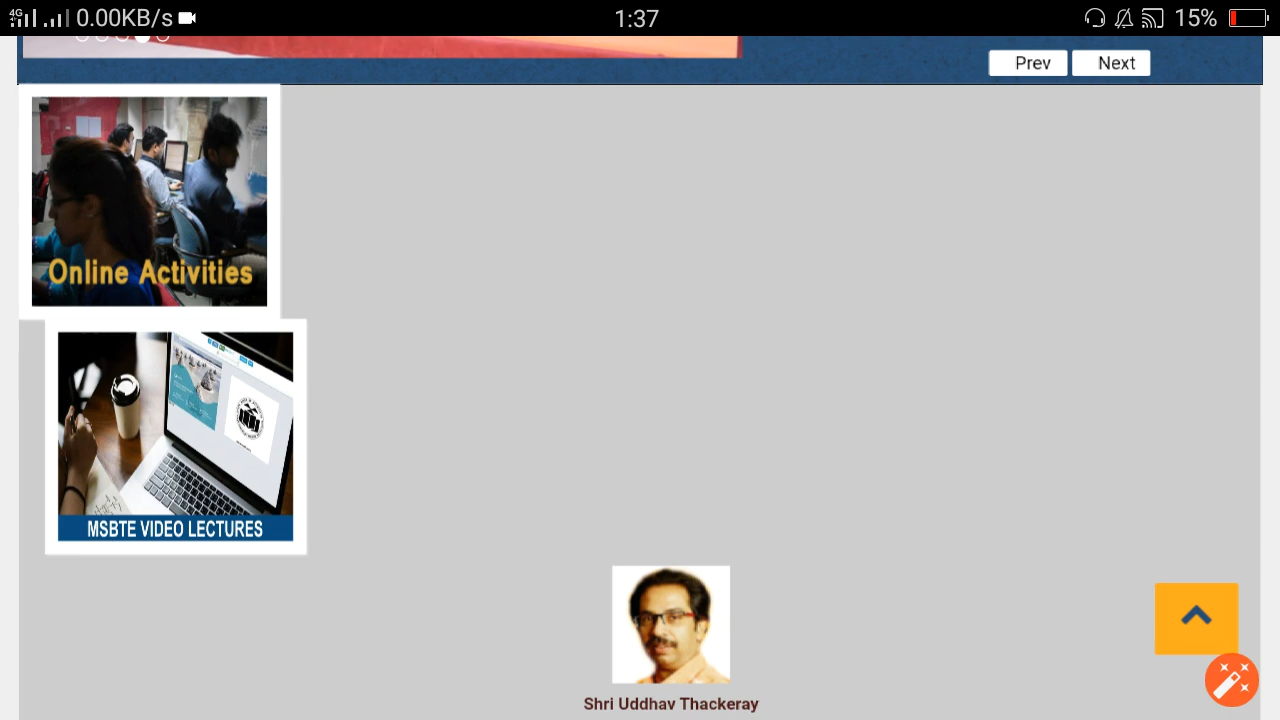 4G 0.00KB/s 1:37 15%
Prev Next
Online Activities
MSBTE VIDEO LECTURES
Shri Uddhav Thackeray